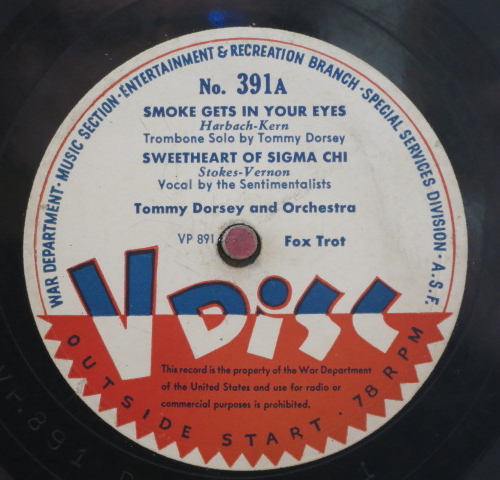 WAR DEPARTMENT · MUSIC SECTION · ENTERTAINMENT & RECREATION BRANCH · SPECIAL SERVICES DIVISION · A.S.F.
No. 391A
SMOKE GETS IN YOUR EYES
Harbach-Kern
Trombone Solo by Tommy Dorsey
SWEETHEART OF SIGMA CHI
Stokes-Vernon
Vocal by the Sentimentalists
Tommy Dorsey and Orchestra
VP 891 Fox Trot
V DiSC
This record is the property of the War Department
of the United States and use for radio or
commercial purposes is prohibited.
OUTSIDE START · 78 RPM
VP·891